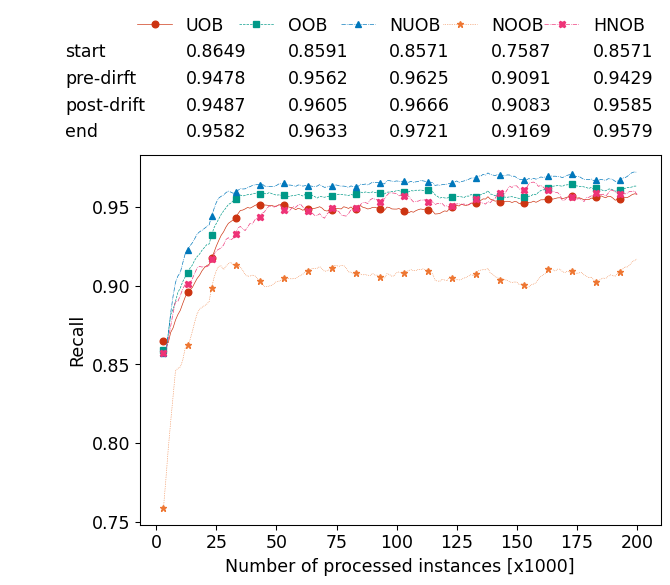 UOB OOB NUOB NOOB HNOB
start 0.8649 0.8591 0.8571 0.7587 0.8571
pre-dirft 0.9478 0.9562 0.9625 0.9091 0.9429
post-drift 0.9487 0.9605 0.9666 0.9083 0.9585
end 0.9582 0.9633 0.9721 0.9169 0.9579
0.95
0.90
0.85
0.80
0.75
Recall
0 25 50 75 100 125 150 175 200
Number of processed instances [x1000]